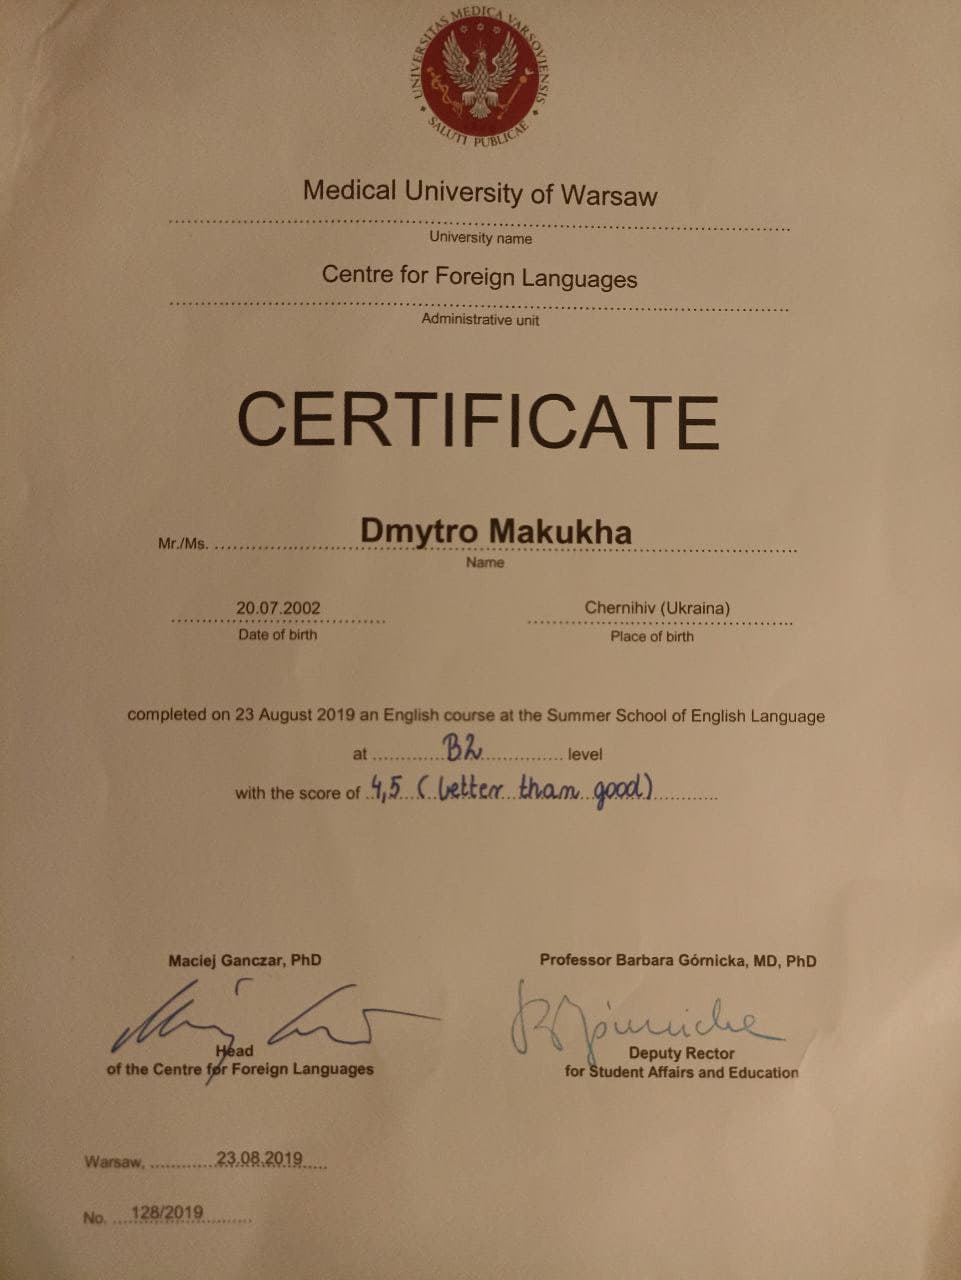 UNIVERSITAS MEDICA VARSOVIENSIS
SALUTI PUBLICAE
Medical University of Warsaw
University name
Centre for Foreign Languages
Administrative unit
CERTIFICATE
Mr./Ms. Dmytro Makukha
Name
20.07.2002 Chernihiv (Ukraina)
Date of birth Place of birth
completed on 23 August 2019 an English course at the Summer School of English Language
at B2 level
with the score of 4,5 (better than good)
Maciej Ganczar, PhD Professor Barbara Górnicka, MD, PhD
Head Deputy Rector
of the Centre for Foreign Languages for Student Affairs and Education
Warsaw, 23.08.2019
No. 128/2019